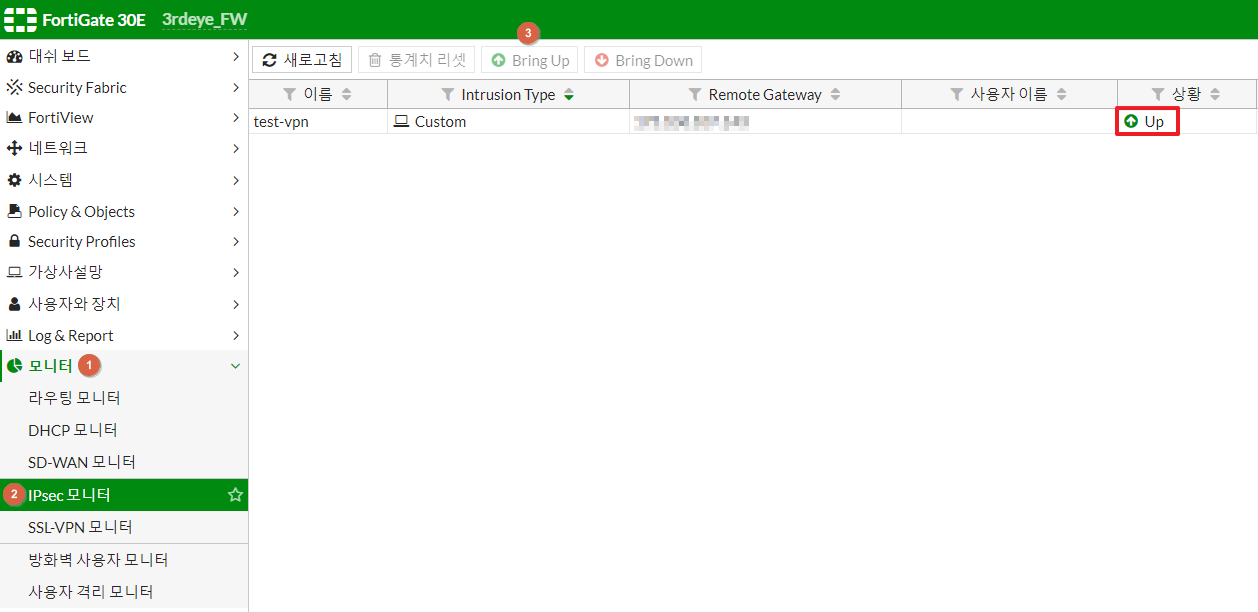 FortiGate 30E 3rdeye_FW
3
새로고침 통계치 리셋 Bring Up Bring Down
이름 Intrusion Type Remote Gateway 사용자 이름 상황
test-vpn Custom Up
대쉬 보드
Security Fabric
FortiView
네트워크
시스템
Policy & Objects
Security Profiles
가상사설망
사용자와 장치
Log & Report
모니터 1
라우팅 모니터
DHCP 모니터
SD-WAN 모니터
2 IPsec 모니터
SSL-VPN 모니터
방화벽 사용자 모니터
사용자 격리 모니터